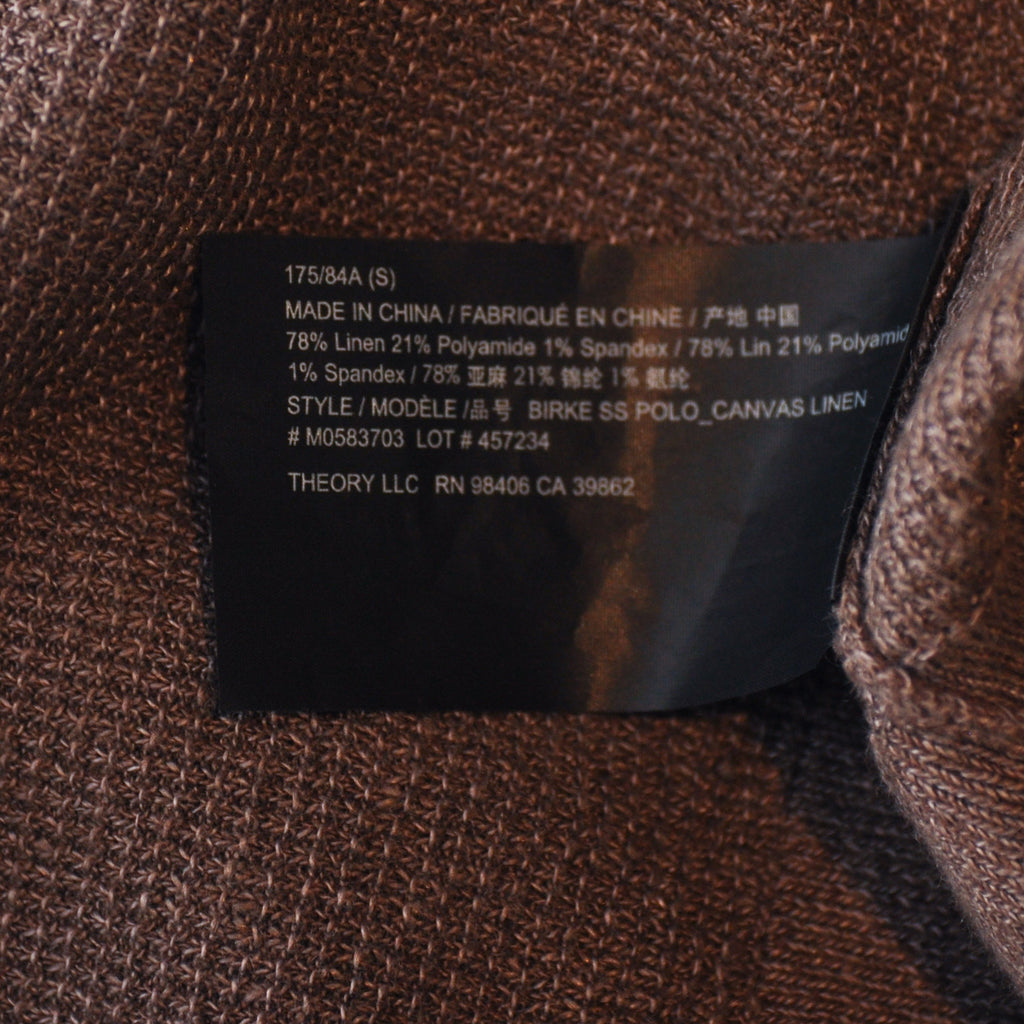 175/84A (S)
MADE IN CHINA / FABRIQUÉ EN CHINE / 产地 中国
78% Linen 21% Polyamide 1% Spandex / 78% Lin 21% Polyamid
1% Spandex / 78% 亚麻 21% 锦纶 1% 氨纶
STYLE / MODÈLE /品号 BIRKE SS POLO_CANVAS LINEN
# M0583703 LOT # 457234
THEORY LLC RN 98406 CA 39862